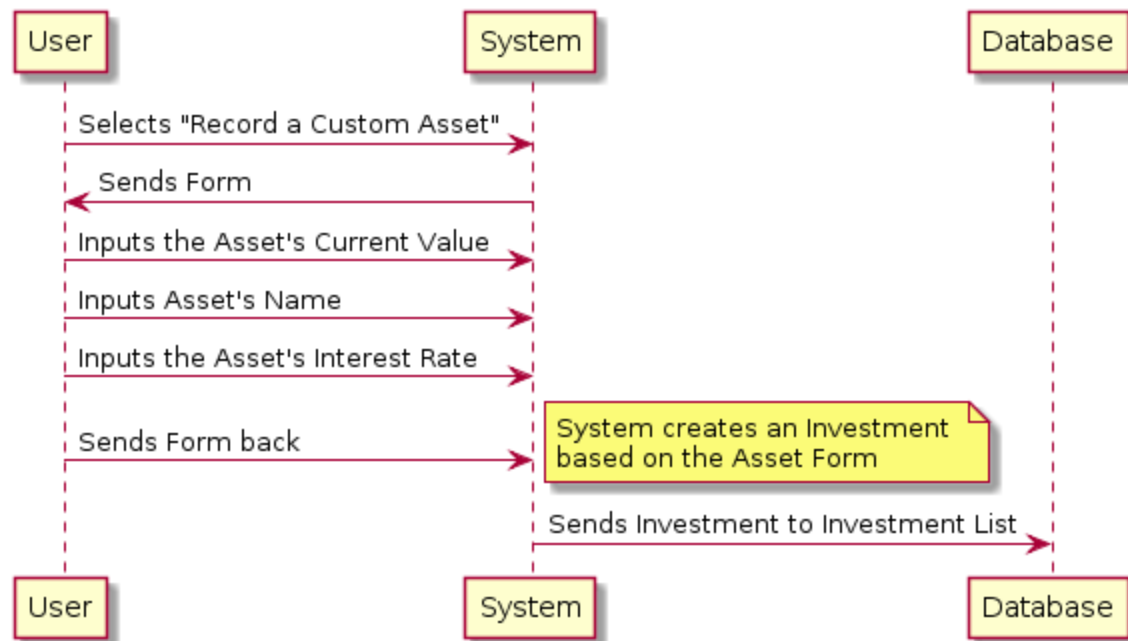 User
System
Database
Selects "Record a Custom Asset"
Sends Form
Inputs the Asset's Current Value
Inputs Asset's Name
Inputs the Asset's Interest Rate
Sends Form back
System creates an Investment
based on the Asset Form
Sends Investment to Investment List
User
System
Database